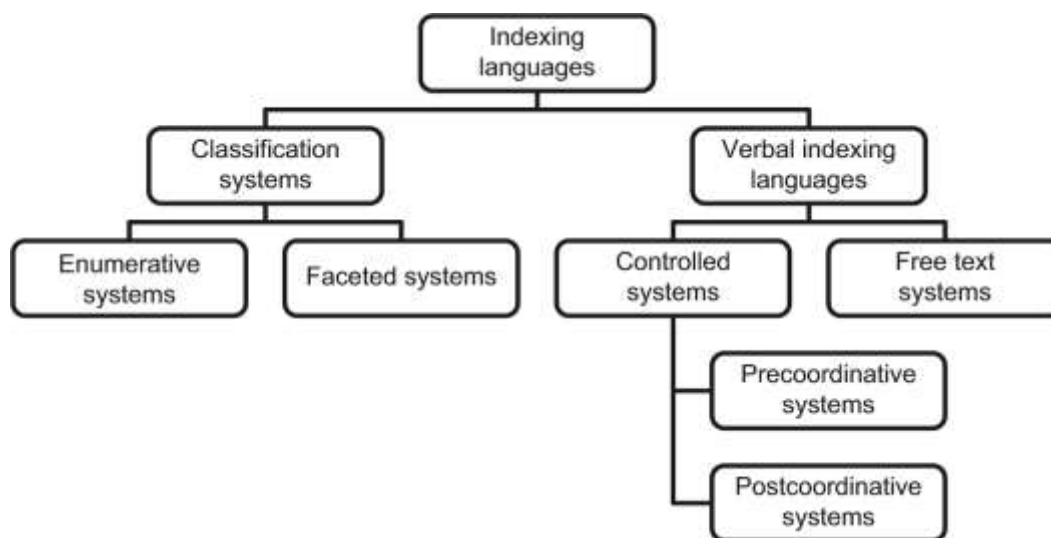 Indexing
languages
Classification
systems
Verbal indexing
languages
Enumerative
systems
Faceted systems
Controlled
systems
Free text
systems
Precoordinative
systems
Postcoordinative
systems